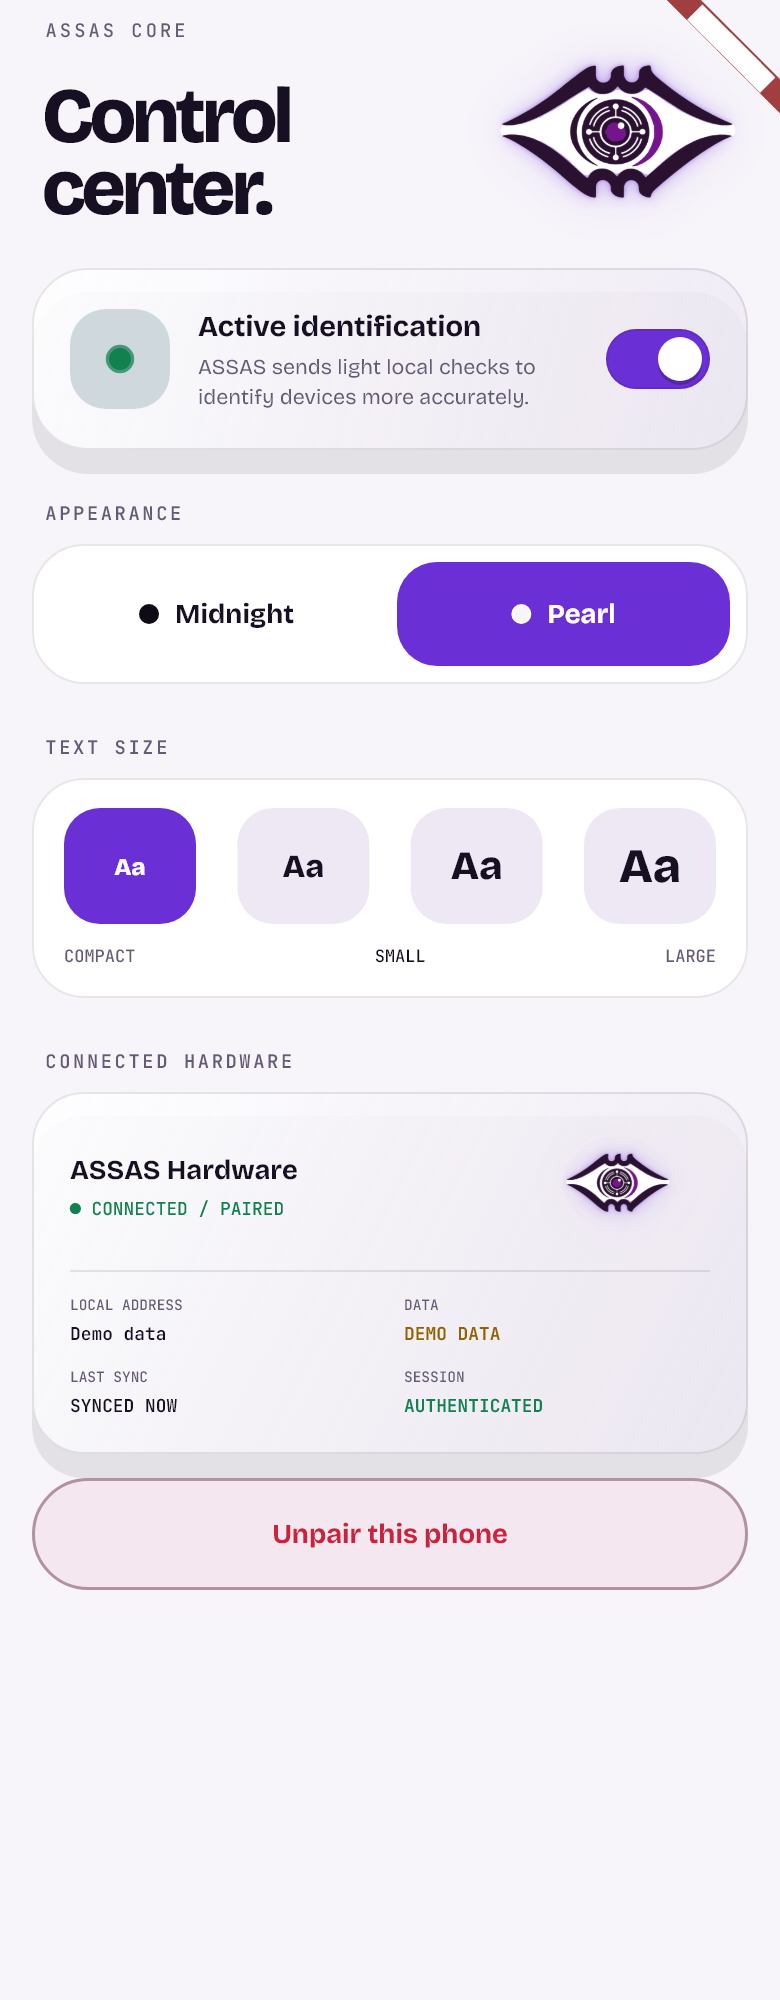 ASSAS CORE
Control
center.
Active identification
ASSAS sends light local checks to
identify devices more accurately.
APPEARANCE
Midnight
Pearl
TEXT SIZE
Aa
Aa
Aa
Aa
COMPACT
SMALL
LARGE
CONNECTED HARDWARE
ASSAS Hardware
CONNECTED / PAIRED
LOCAL ADDRESS
DATA
Demo data
DEMO DATA
LAST SYNC
SESSION
SYNCED NOW
AUTHENTICATED
Unpair this phone